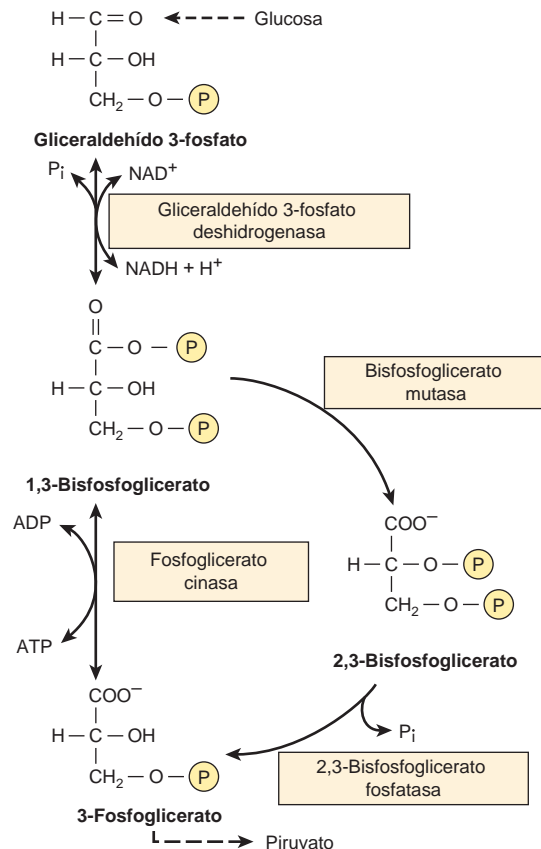 H — C = O
Glucosa
H — C — OH
CH2 — O — P
Gliceraldehído 3-fosfato
Pi
NAD+
Gliceraldehído 3-fosfato
deshidrogenasa
NADH + H+
O
C — O — P
H — C — OH
CH2 — O — P
1,3-Bisfosfoglicerato
Bisfosfoglicerato
mutasa
ADP
Fosfoglicerato
cinasa
ATP
COO−
H — C — O — P
CH2 — O — P
2,3-Bisfosfoglicerato
Pi
2,3-Bisfosfoglicerato
fosfatasa
COO−
H — C — OH
CH2 — O — P
3-Fosfoglicerato
Piruvato